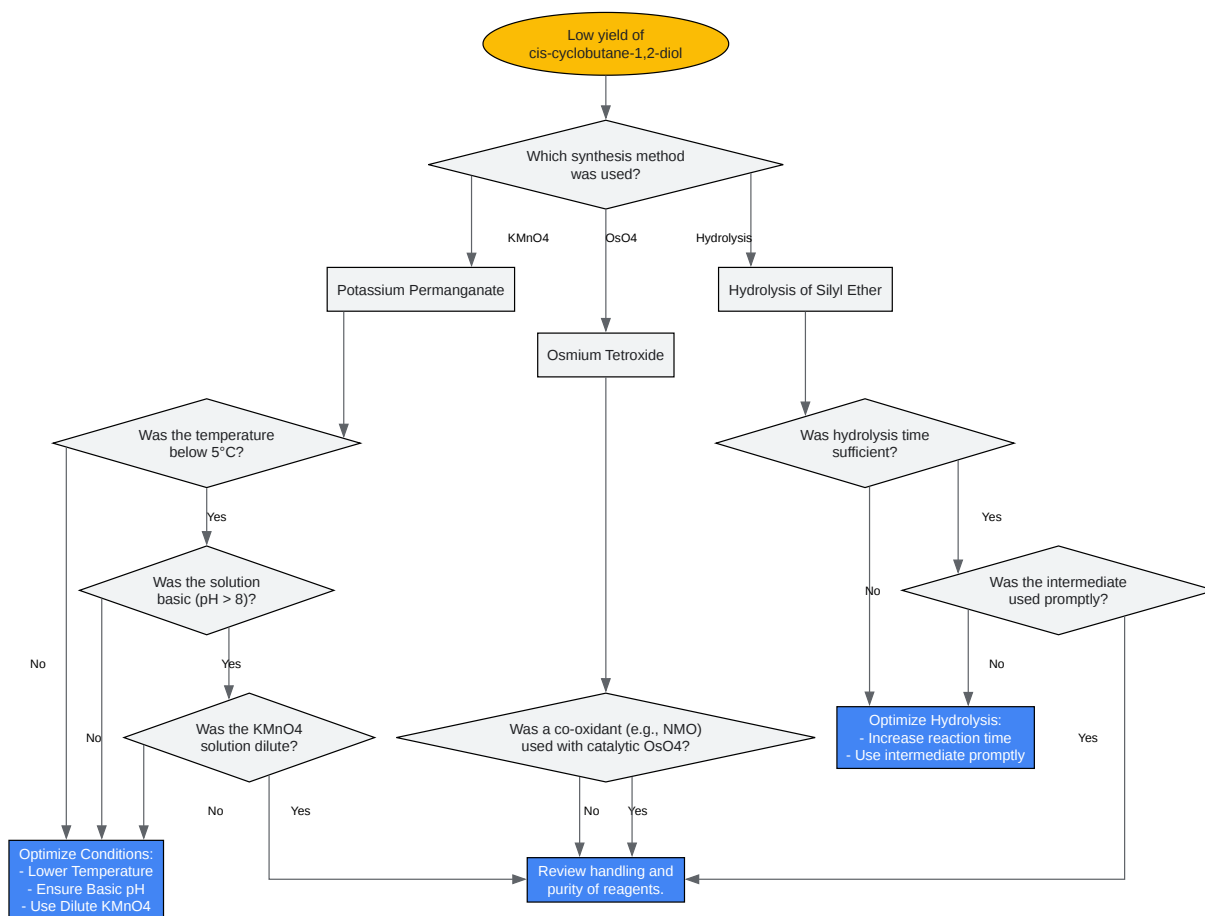 Low yield of
cis-cyclobutane-1,2-diol
Which synthesis method
was used?
KMnO4
OsO4
Hydrolysis
Potassium Permanganate
Hydrolysis of Silyl Ether
Osmium Tetroxide
Was the temperature
below 5°C?
Was hydrolysis time
sufficient?
Yes
Yes
Was the solution
basic (pH > 8)?
No
Was the intermediate
used promptly?
No
Yes
No
Was the KMnO4
solution dilute?
Was a co-oxidant (e.g., NMO)
used with catalytic OsO4?
Optimize Hydrolysis:
- Increase reaction time
- Use intermediate promptly
No
Yes
No
Yes
No
Yes
Optimize Conditions:
- Lower Temperature
- Ensure Basic pH
- Use Dilute KMnO4
Review handling and
purity of reagents.